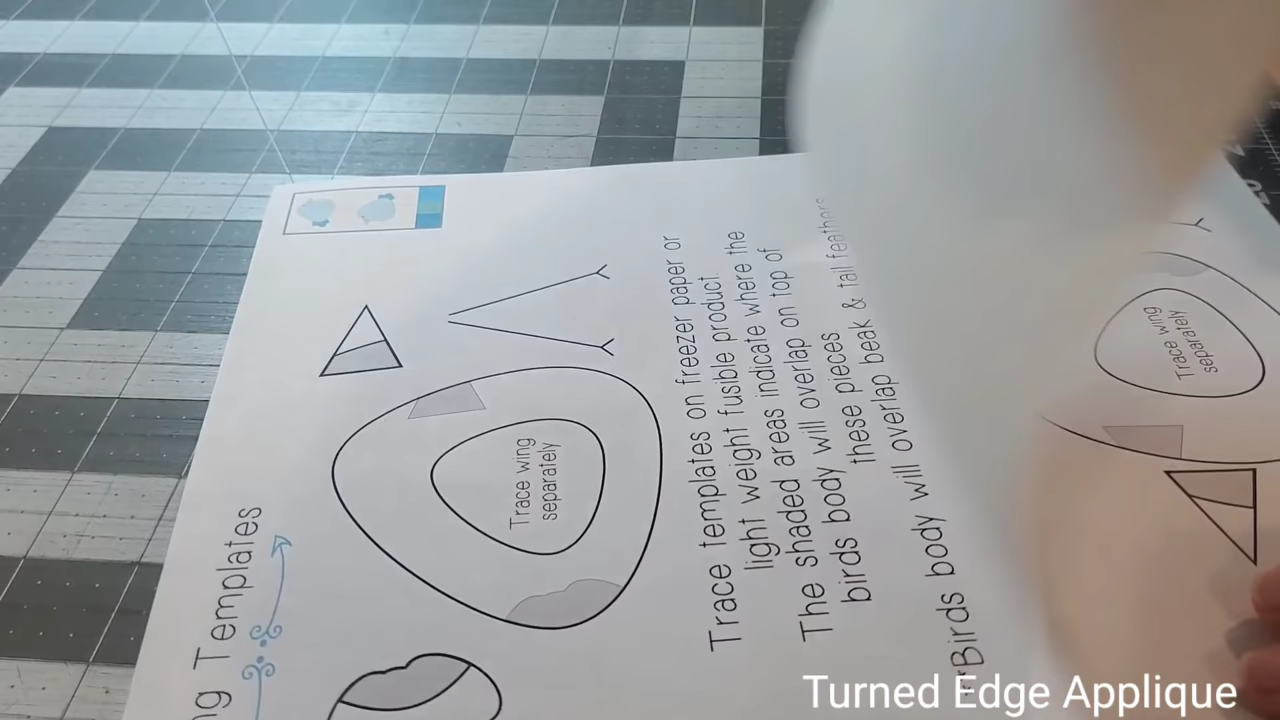 ng Templates
Trace wing
separately
Trace templates on freezer paper or
light weight fusible product.
The shaded areas indicate where the
birds body will overlap on top of
these pieces
Birds body will overlap beak & tail feathers
Trace wing
separately
Turned Edge Applique